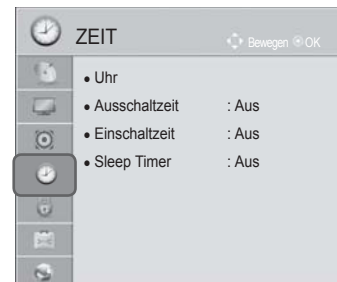 ZEIT
Bewegen OK
• Uhr
• Ausschaltzeit : Aus
• Einschaltzeit : Aus
• Sleep Timer : Aus